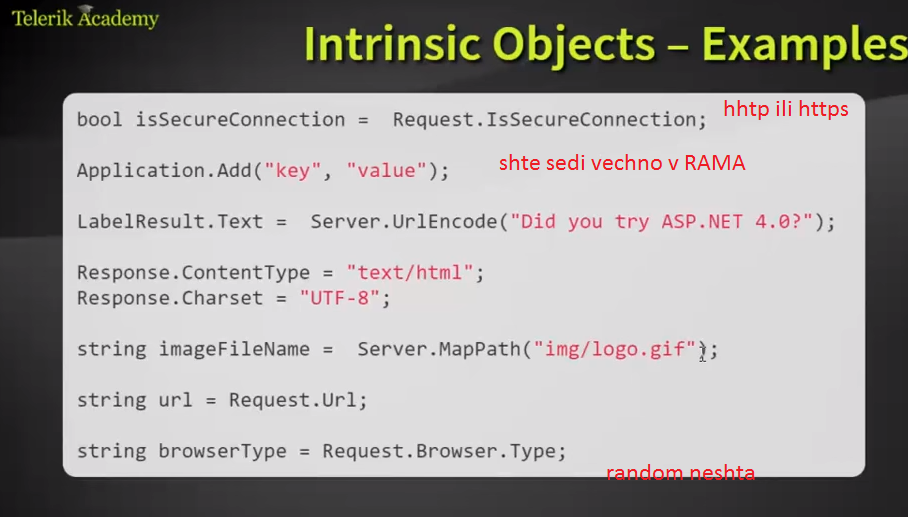 Telerik Academy
Intrinsic Objects – Examples
bool isSecureConnection =  Request.IsSecureConnection;
hhtp ili https
Application.Add("key", "value");
shte sedi vechno v RAMA
LabelResult.Text =  Server.UrlEncode("Did you try ASP.NET 4.0?");
Response.ContentType = "text/html";
Response.Charset = "UTF-8";
string imageFileName =  Server.MapPath("img/logo.gif");
string url = Request.Url;
string browserType = Request.Browser.Type;
random neshta